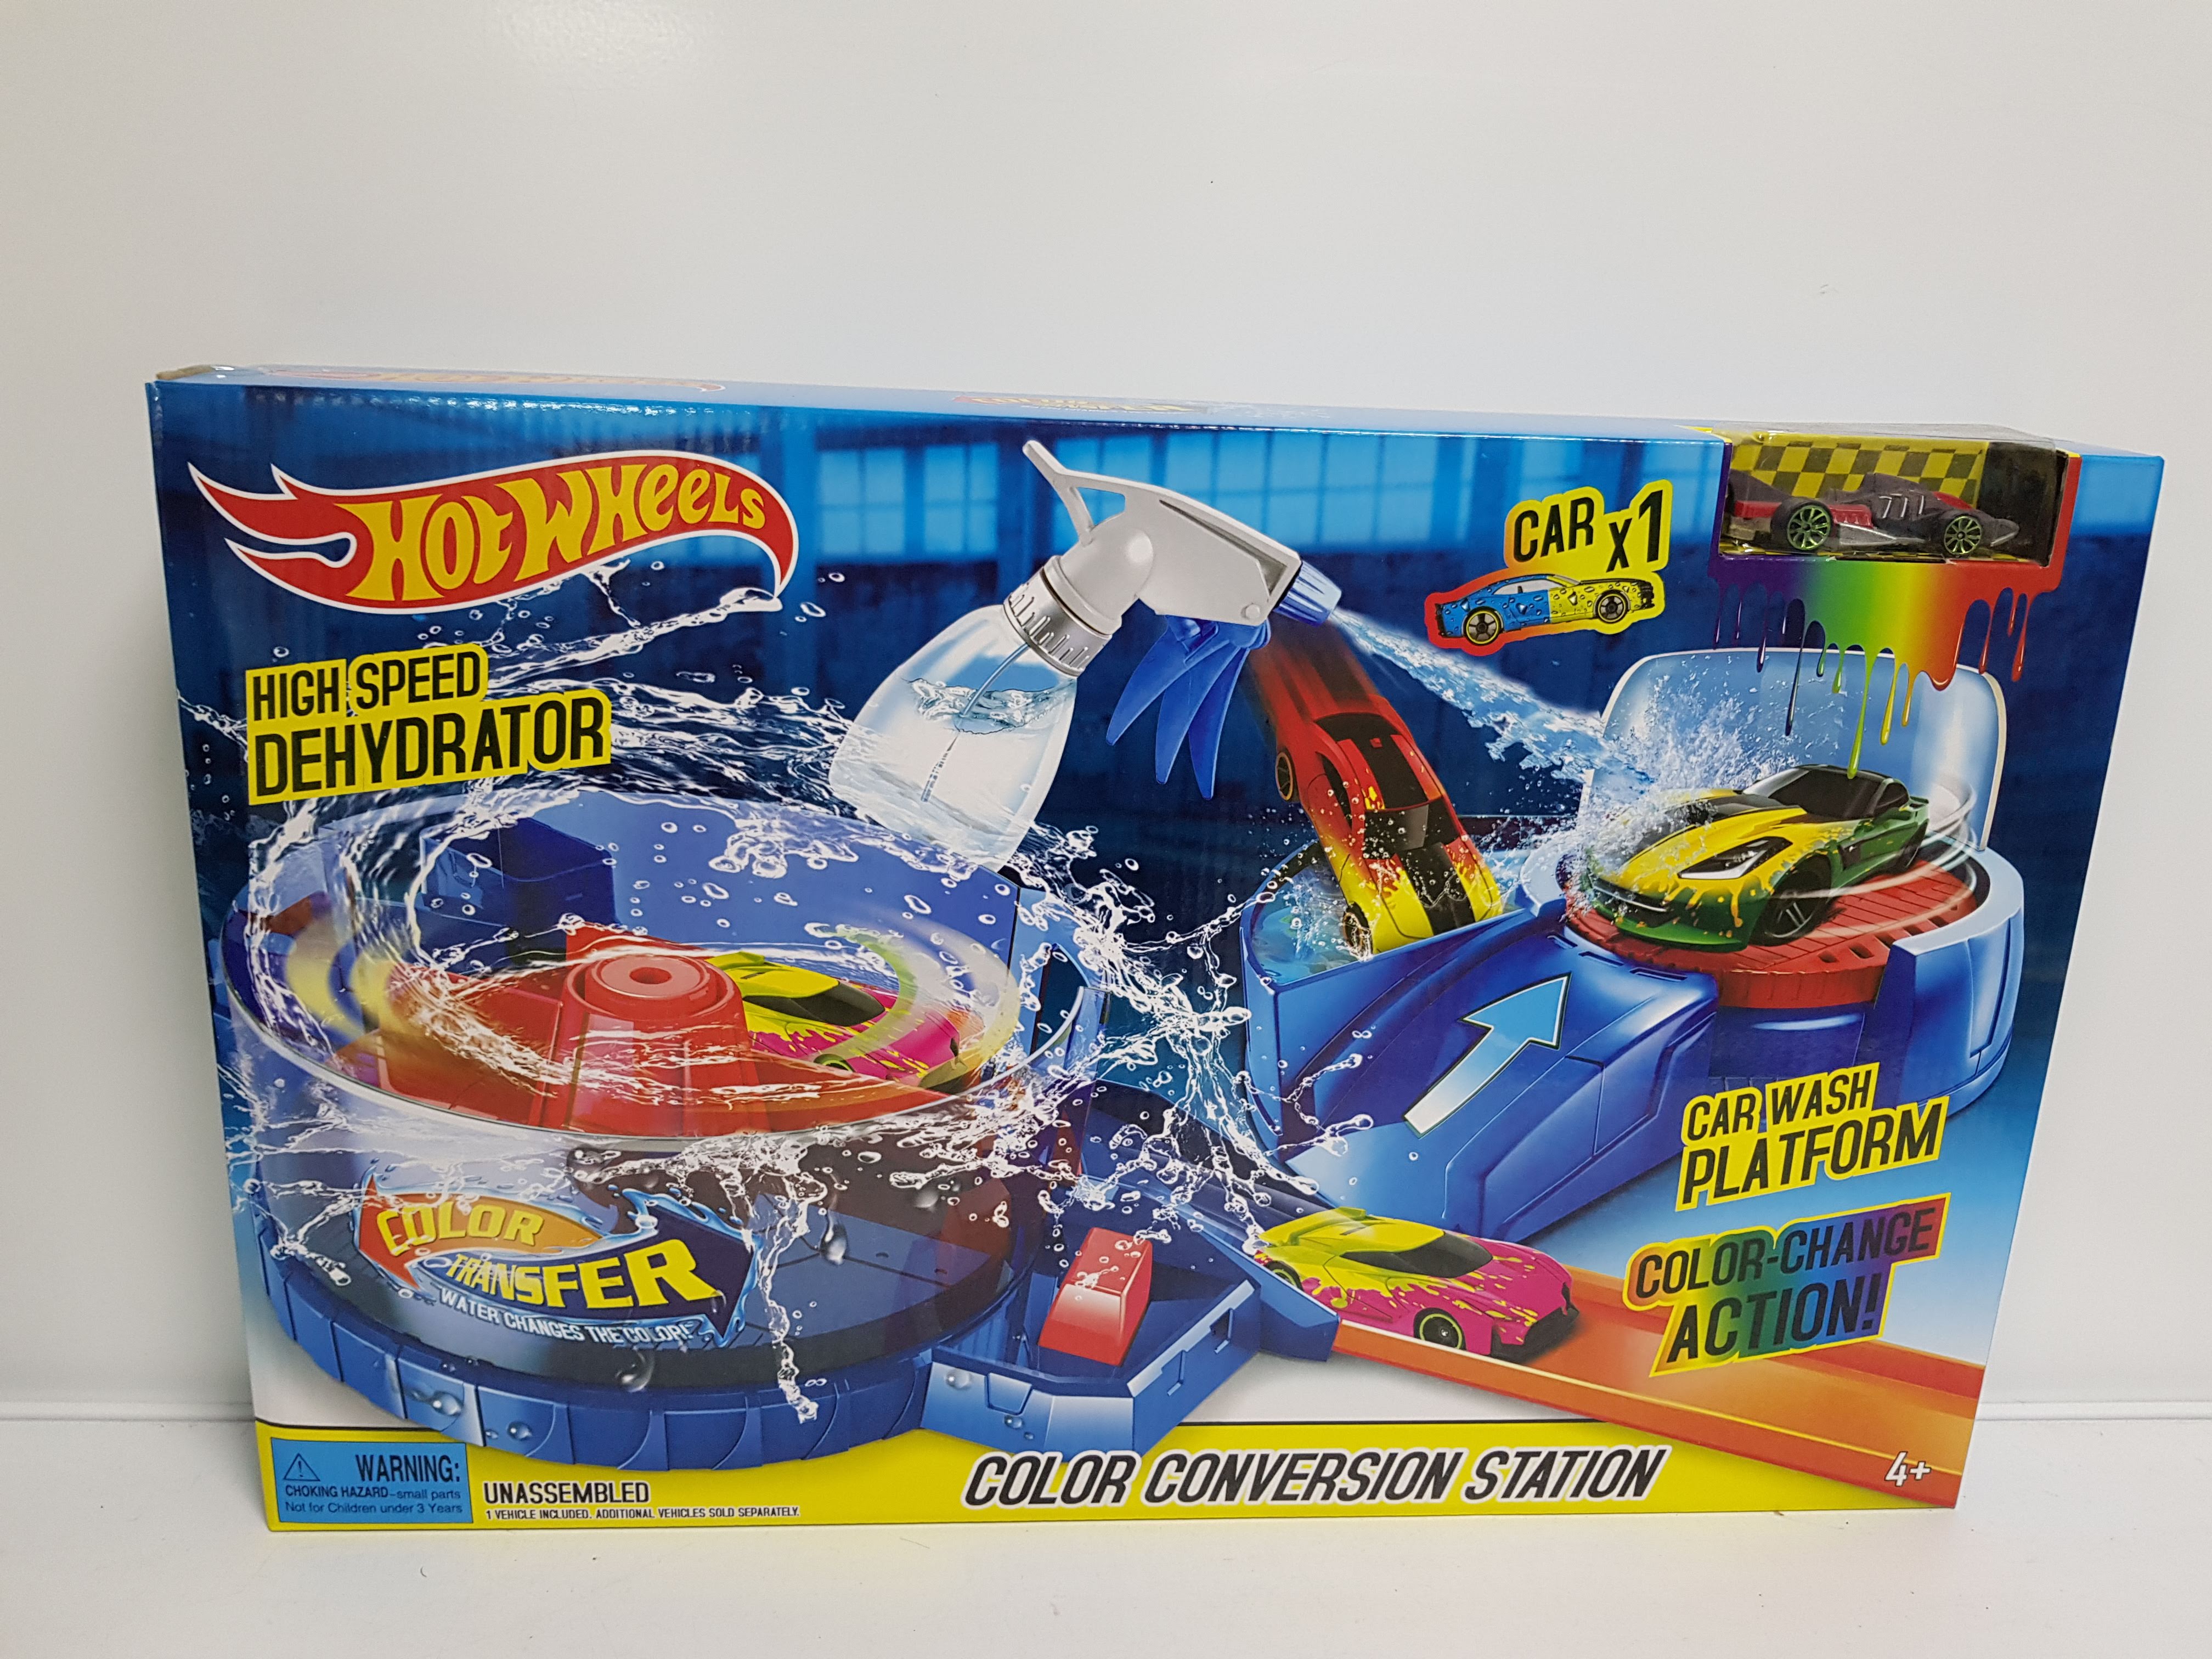 HOT WHEELS
HIGH SPEED
DEHYDRATOR
CAR x1
COLOR
TRANSFER
WATER CHANGES THE COLOR!
CAR WASH
PLATFORM
COLOR-CHANGE
ACTION!
WARNING:
CHOKING HAZARD-small parts
Not for Children under 3 Years
UNASSEMBLED
1 VEHICLE INCLUDED. ADDITIONAL VEHICLES SOLD SEPARATELY.
COLOR CONVERSION STATION
4+